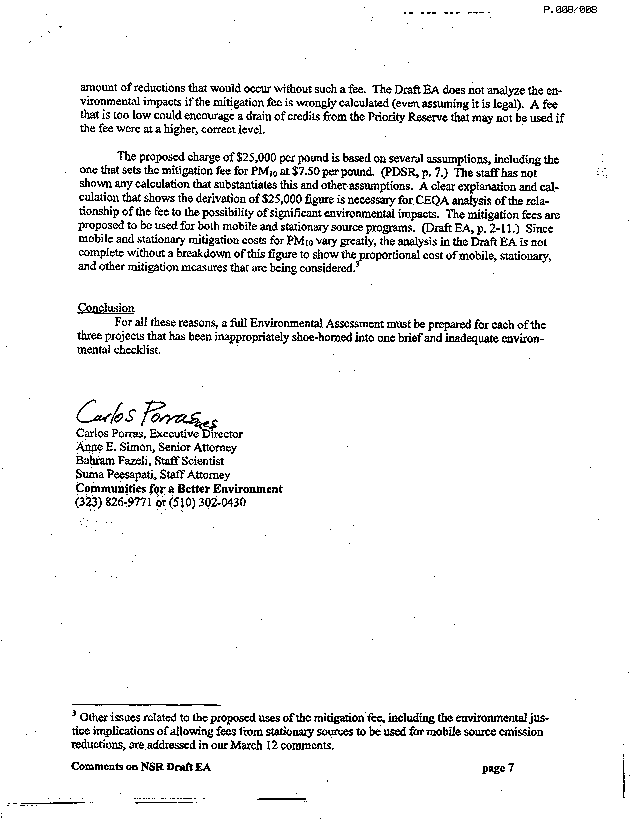 P.008/008
amount of reductions that would occur without such a fee. The Draft EA does not analyze the en-
vironmental impacts if the mitigation fee is wrongly calculated (even assuming it is legal). A fee
that is too low could encourage a drain of credits from the Priority Reserve that may not be used if
the fee were at a higher, correct level.
The proposed charge of $25,000 per pound is based on several assumptions, including the
one that sets the mitigation fee for PM10 at $7.50 per pound. (PDSR, p. 7.) The staff has not
shown any calculation that substantiates this and other assumptions. A clear explanation and cal-
culation that shows the derivation of $25,000 figure is necessary for CEQA analysis of the rela-
tionship of the fee to the possibility of significant environmental impacts. The mitigation fees are
proposed to be used for both mobile and stationary source programs. (Draft EA, p. 2-11.) Since
mobile and stationary mitigation costs for PM10 vary greatly, the analysis in the Draft EA is not
complete without a breakdown of this figure to show the proportional cost of mobile, stationary,
and other mitigation measures that are being considered.3
Conclusion
For all these reasons, a full Environmental Assessment must be prepared for each of the
three projects that has been inappropriately shoe-horned into one brief and inadequate environ-
mental checklist.
Carlos Porras
Carlos Porras, Executive Director
Anne E. Simon, Senior Attorney
Bahram Fazeli, Staff Scientist
Suma Peesapati, Staff Attorney
Communities for a Better Environment
(323) 826-9771 or (510) 302-0430
3 Other issues related to the proposed uses of the mitigation fee, including the environmental jus-
tice implications of allowing fees from stationary sources to be used for mobile source emission
reductions, are addressed in our March 12 comments.
Comments on NSR Draft EA
page 7